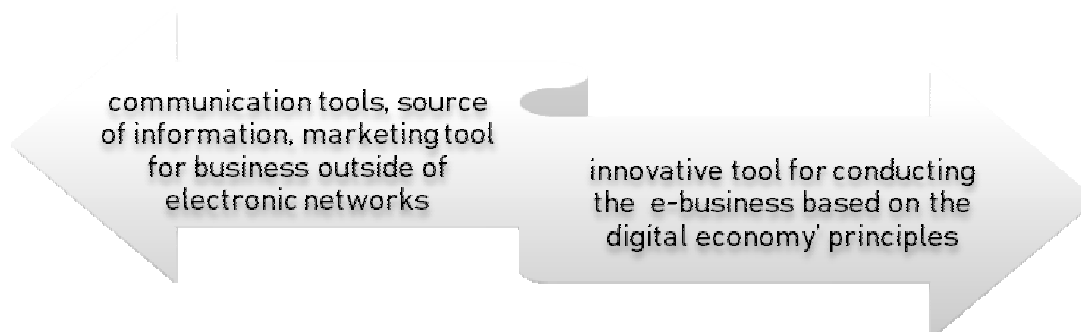 communication tools, source
of information, marketing tool
for business outside of
electronic networks
innovative tool for conducting
the e-business based on the
digital economy' principles